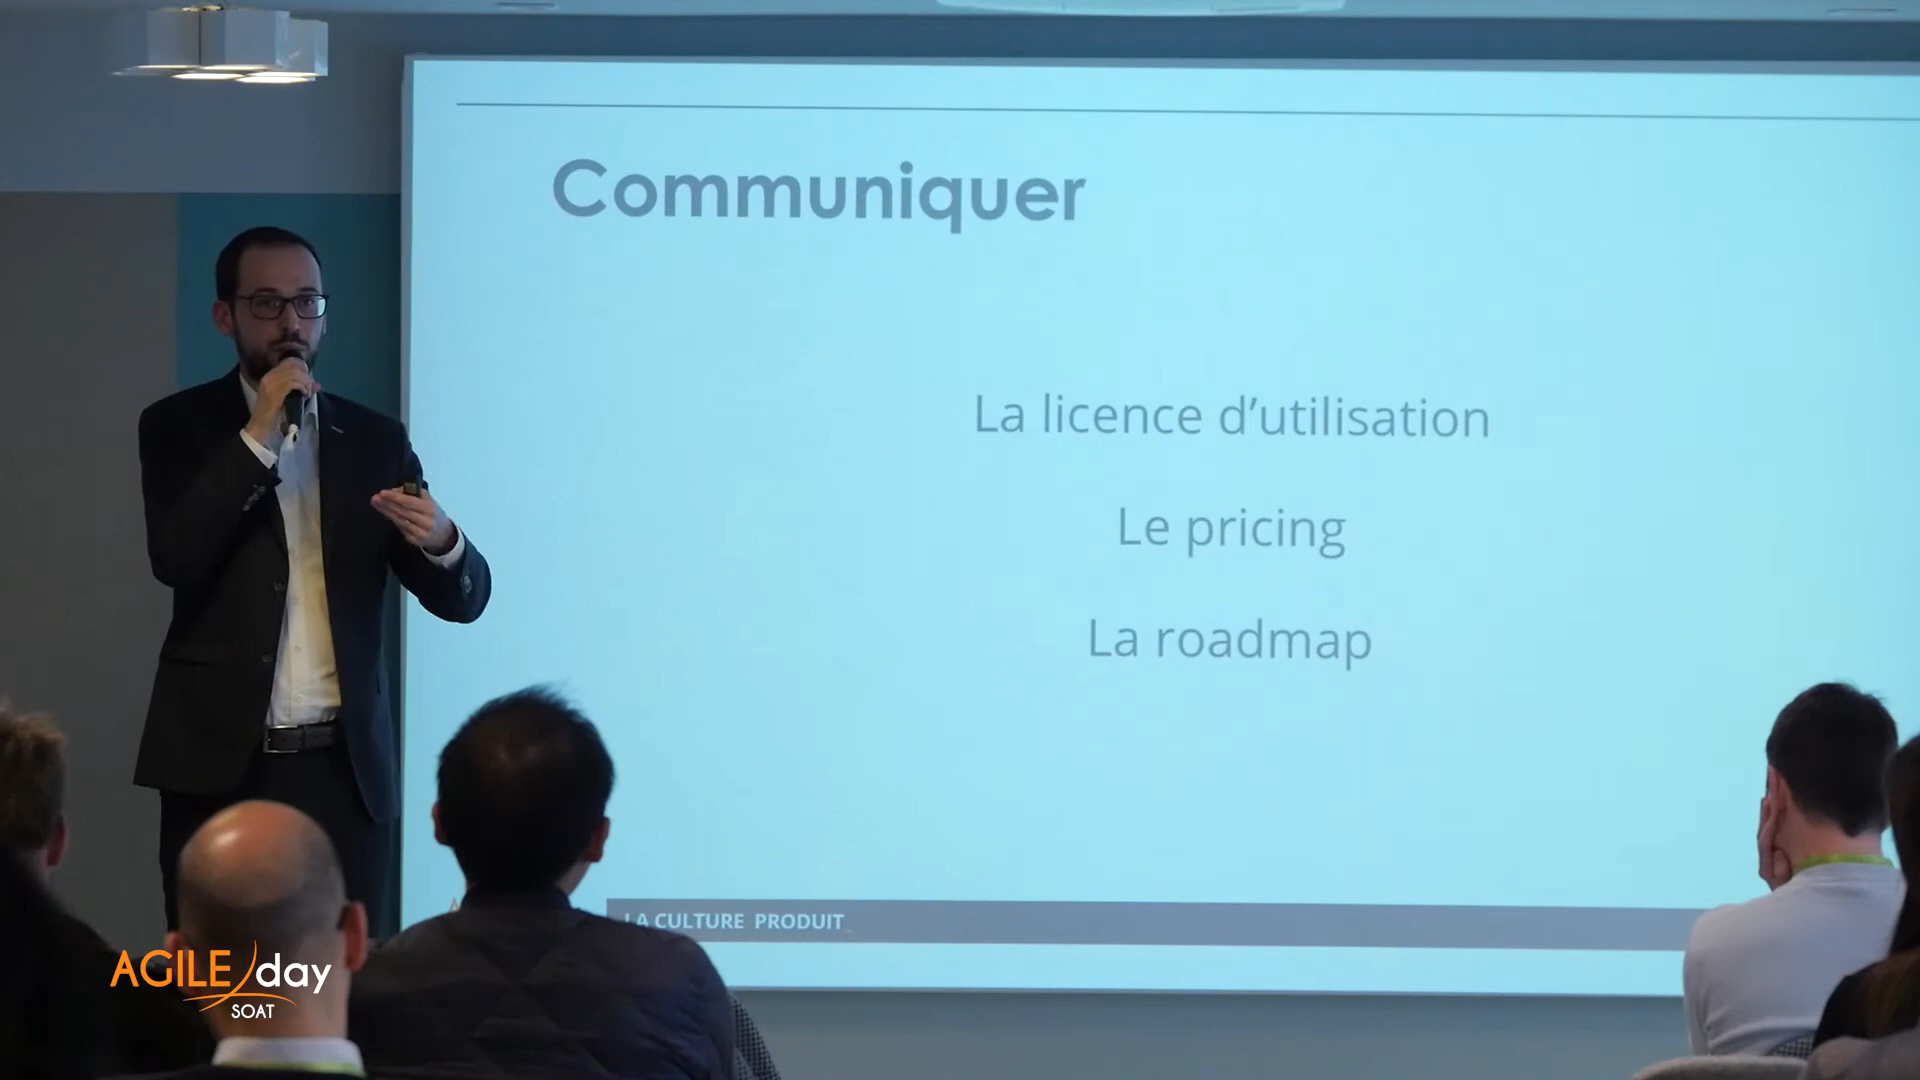 Communiquer
La licence d'utilisation
Le pricing
La roadmap
LA CULTURE PRODUIT
AGILE day
SOAT